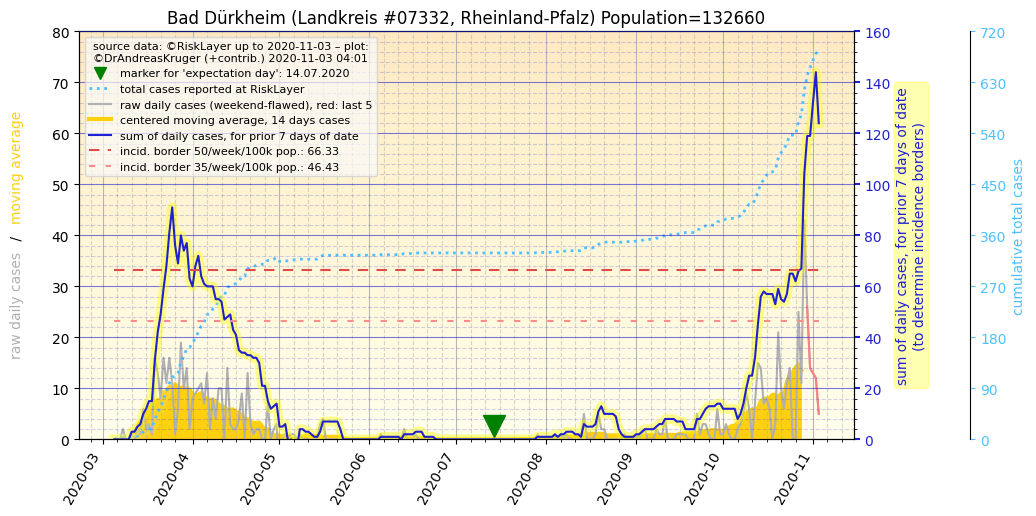 Bad Dürkheim (Landkreis #07332, Rheinland-Pfalz) Population=132660
source data: ©RiskLayer up to 2020-11-03 – plot:
©DrAndreasKruger (+contrib.) 2020-11-03 04:01
marker for 'expectation day': 14.07.2020
total cases reported at RiskLayer
raw daily cases (weekend-flawed), red: last 5
centered moving average, 14 days cases
sum of daily cases, for prior 7 days of date
incid. border 50/week/100k pop.: 66.33
incid. border 35/week/100k pop.: 46.43
raw daily cases / moving average
80
70
60
50
40
30
20
10
0
2020-03
2020-04
2020-05
2020-06
2020-07
2020-08
2020-09
2020-10
2020-11
160
140
120
100
80
60
40
20
0
sum of daily cases, for prior 7 days of date
(to determine incidence borders)
720
630
540
450
360
270
180
90
0
cumulative total cases